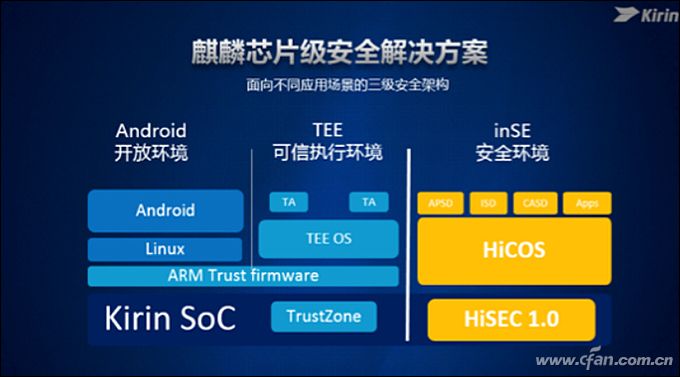 Kirin
麒麟芯片级安全解决方案
面向不同应用场景的三级安全架构
Android
开放环境
TEE
可信执行环境
inSE
安全环境
TA
TA
APSD
ISD
CASD
Apps
Android
TEE OS
HiCOS
Linux
ARM Trust firmware
Kirin SoC
TrustZone
HiSEC 1.0
www.cfan.com.cn